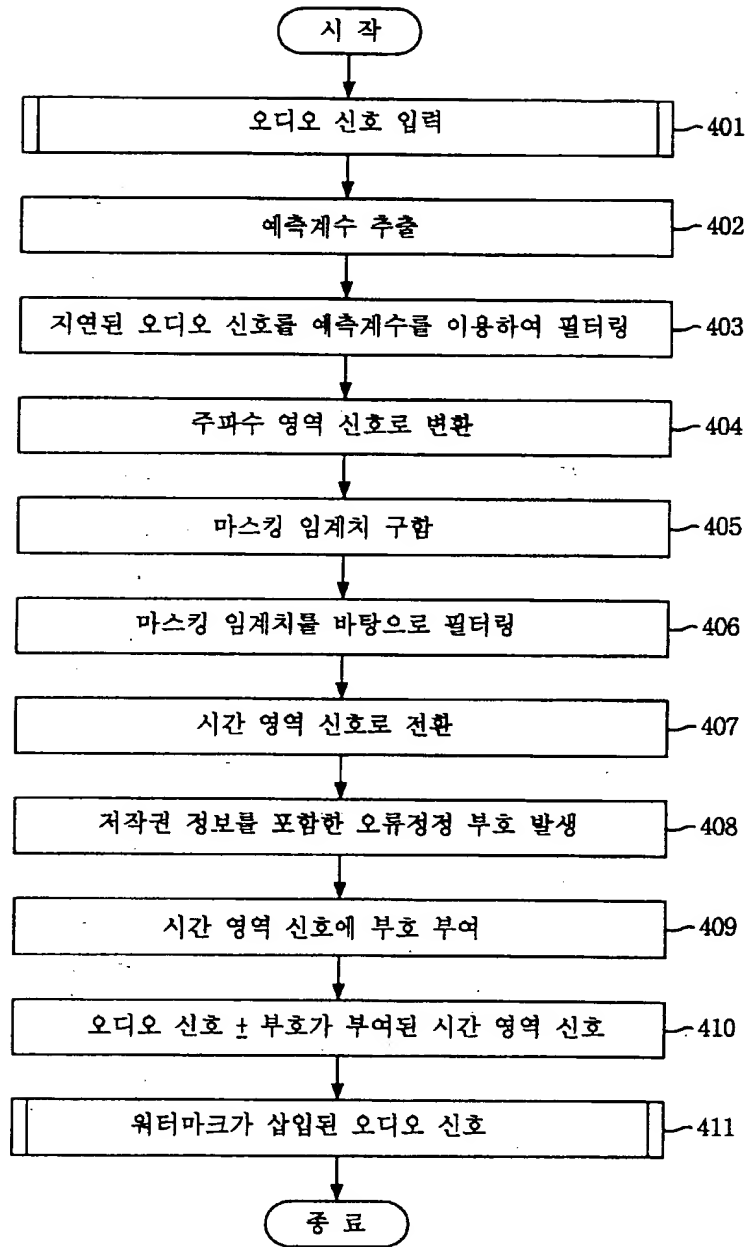 시 작
오디오 신호 입력
401
예측계수 추출
402
지연된 오디오 신호를 예측계수를 이용하여 필터링
403
주파수 영역 신호로 변환
404
마스킹 임계치 구함
405
마스킹 임계치를 바탕으로 필터링
406
시간 영역 신호로 전환
407
저작권 정보를 포함한 오류정정 부호 발생
408
시간 영역 신호에 부호 부여
409
오디오 신호 ± 부호가 부여된 시간 영역 신호
410
워터마크가 삽입된 오디오 신호
411
종 료